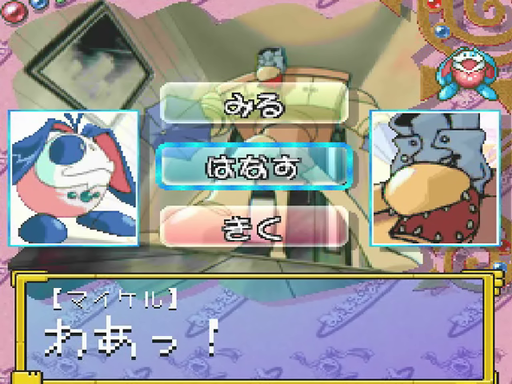 みる
はなす
きく
【マイケル】
わあっ！